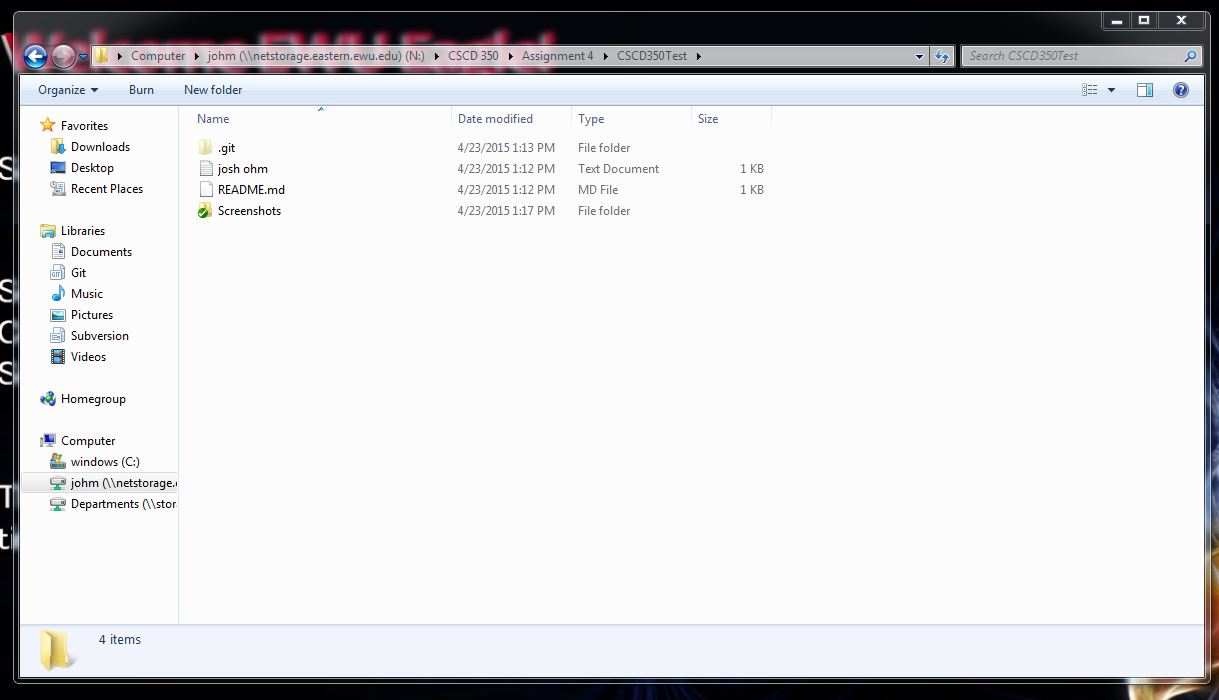 Welcome EWU Eagle!
Computer johm (\\netstorage.eastern.ewu.edu) (N:) CSCD 350 Assignment 4 CSCD350Test Search CSCD350Test
Organize Burn New folder
Name Date modified Type Size
.git 4/23/2015 1:13 PM File folder
josh ohm 4/23/2015 1:12 PM Text Document 1 KB
README.md 4/23/2015 1:12 PM MD File 1 KB
Screenshots 4/23/2015 1:17 PM File folder
Favorites
Downloads
Desktop
Recent Places
Libraries
Documents
Git
Music
Pictures
Subversion
Videos
Homegroup
Computer
windows (C:)
johm (\\netstorage.e
Departments (\\stor
4 items